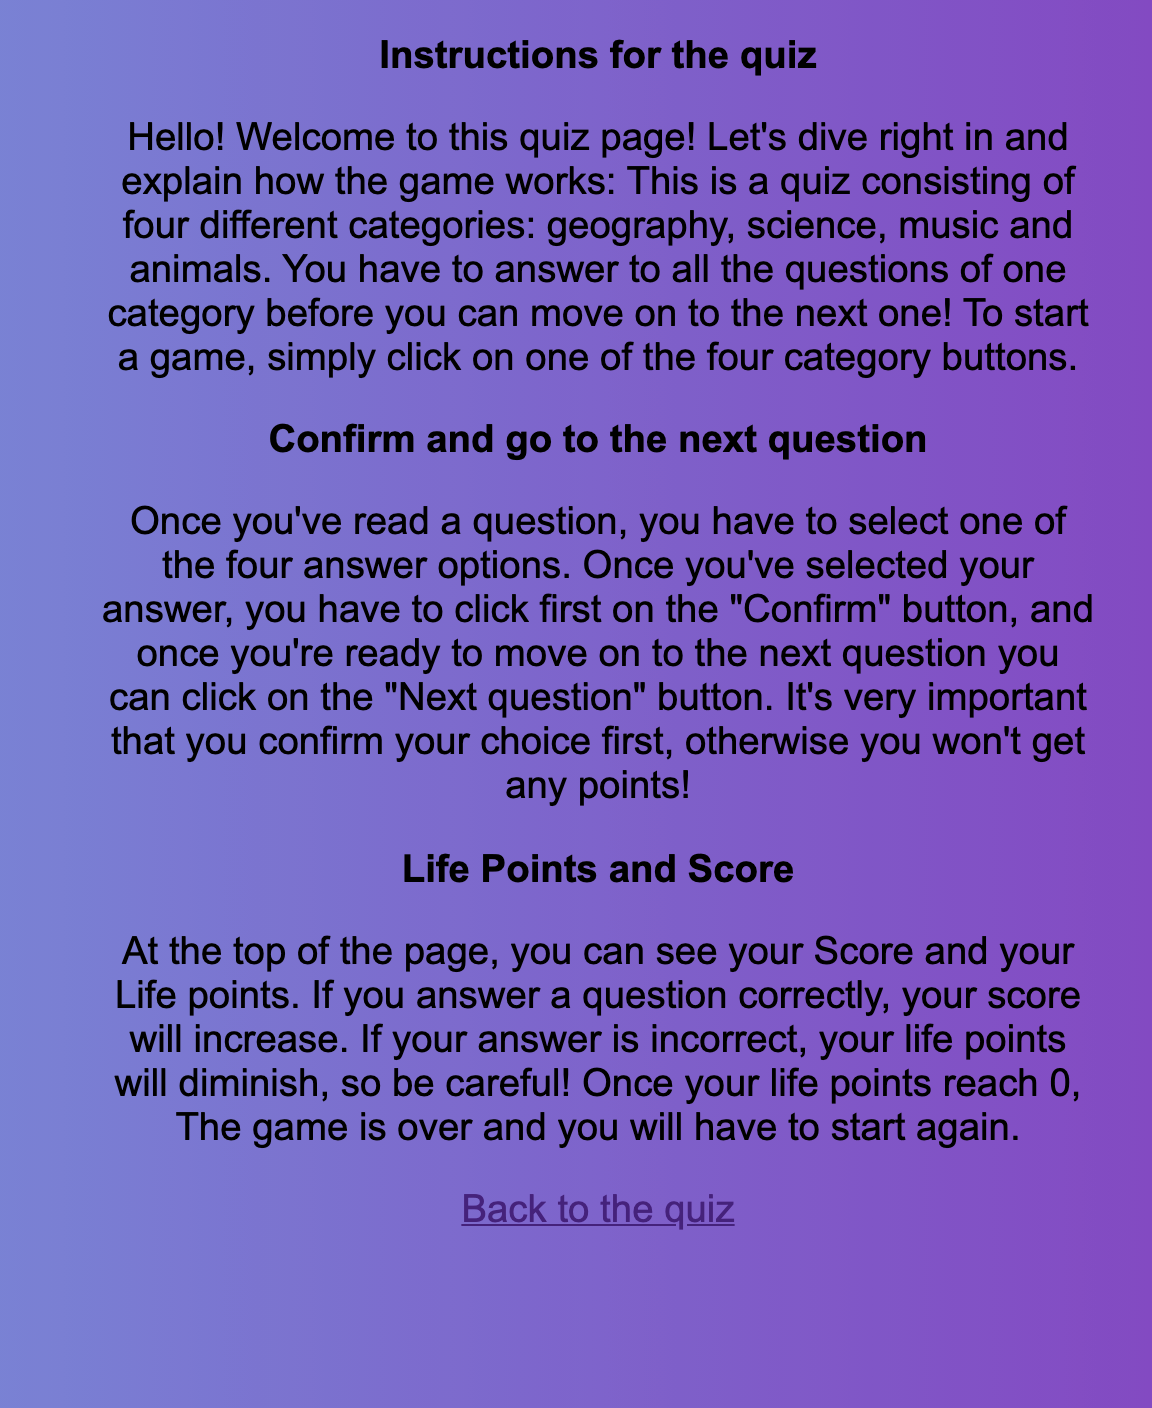 Instructions for the quiz
Hello! Welcome to this quiz page! Let's dive right in and
explain how the game works: This is a quiz consisting of
four different categories: geography, science, music and
animals. You have to answer to all the questions of one
category before you can move on to the next one! To start
a game, simply click on one of the four category buttons.
Confirm and go to the next question
Once you've read a question, you have to select one of
the four answer options. Once you've selected your
answer, you have to click first on the "Confirm" button, and
once you're ready to move on to the next question you
can click on the "Next question" button. It's very important
that you confirm your choice first, otherwise you won't get
any points!
Life Points and Score
At the top of the page, you can see your Score and your
Life points. If you answer a question correctly, your score
will increase. If your answer is incorrect, your life points
will diminish, so be careful! Once your life points reach 0,
The game is over and you will have to start again.
Back to the quiz